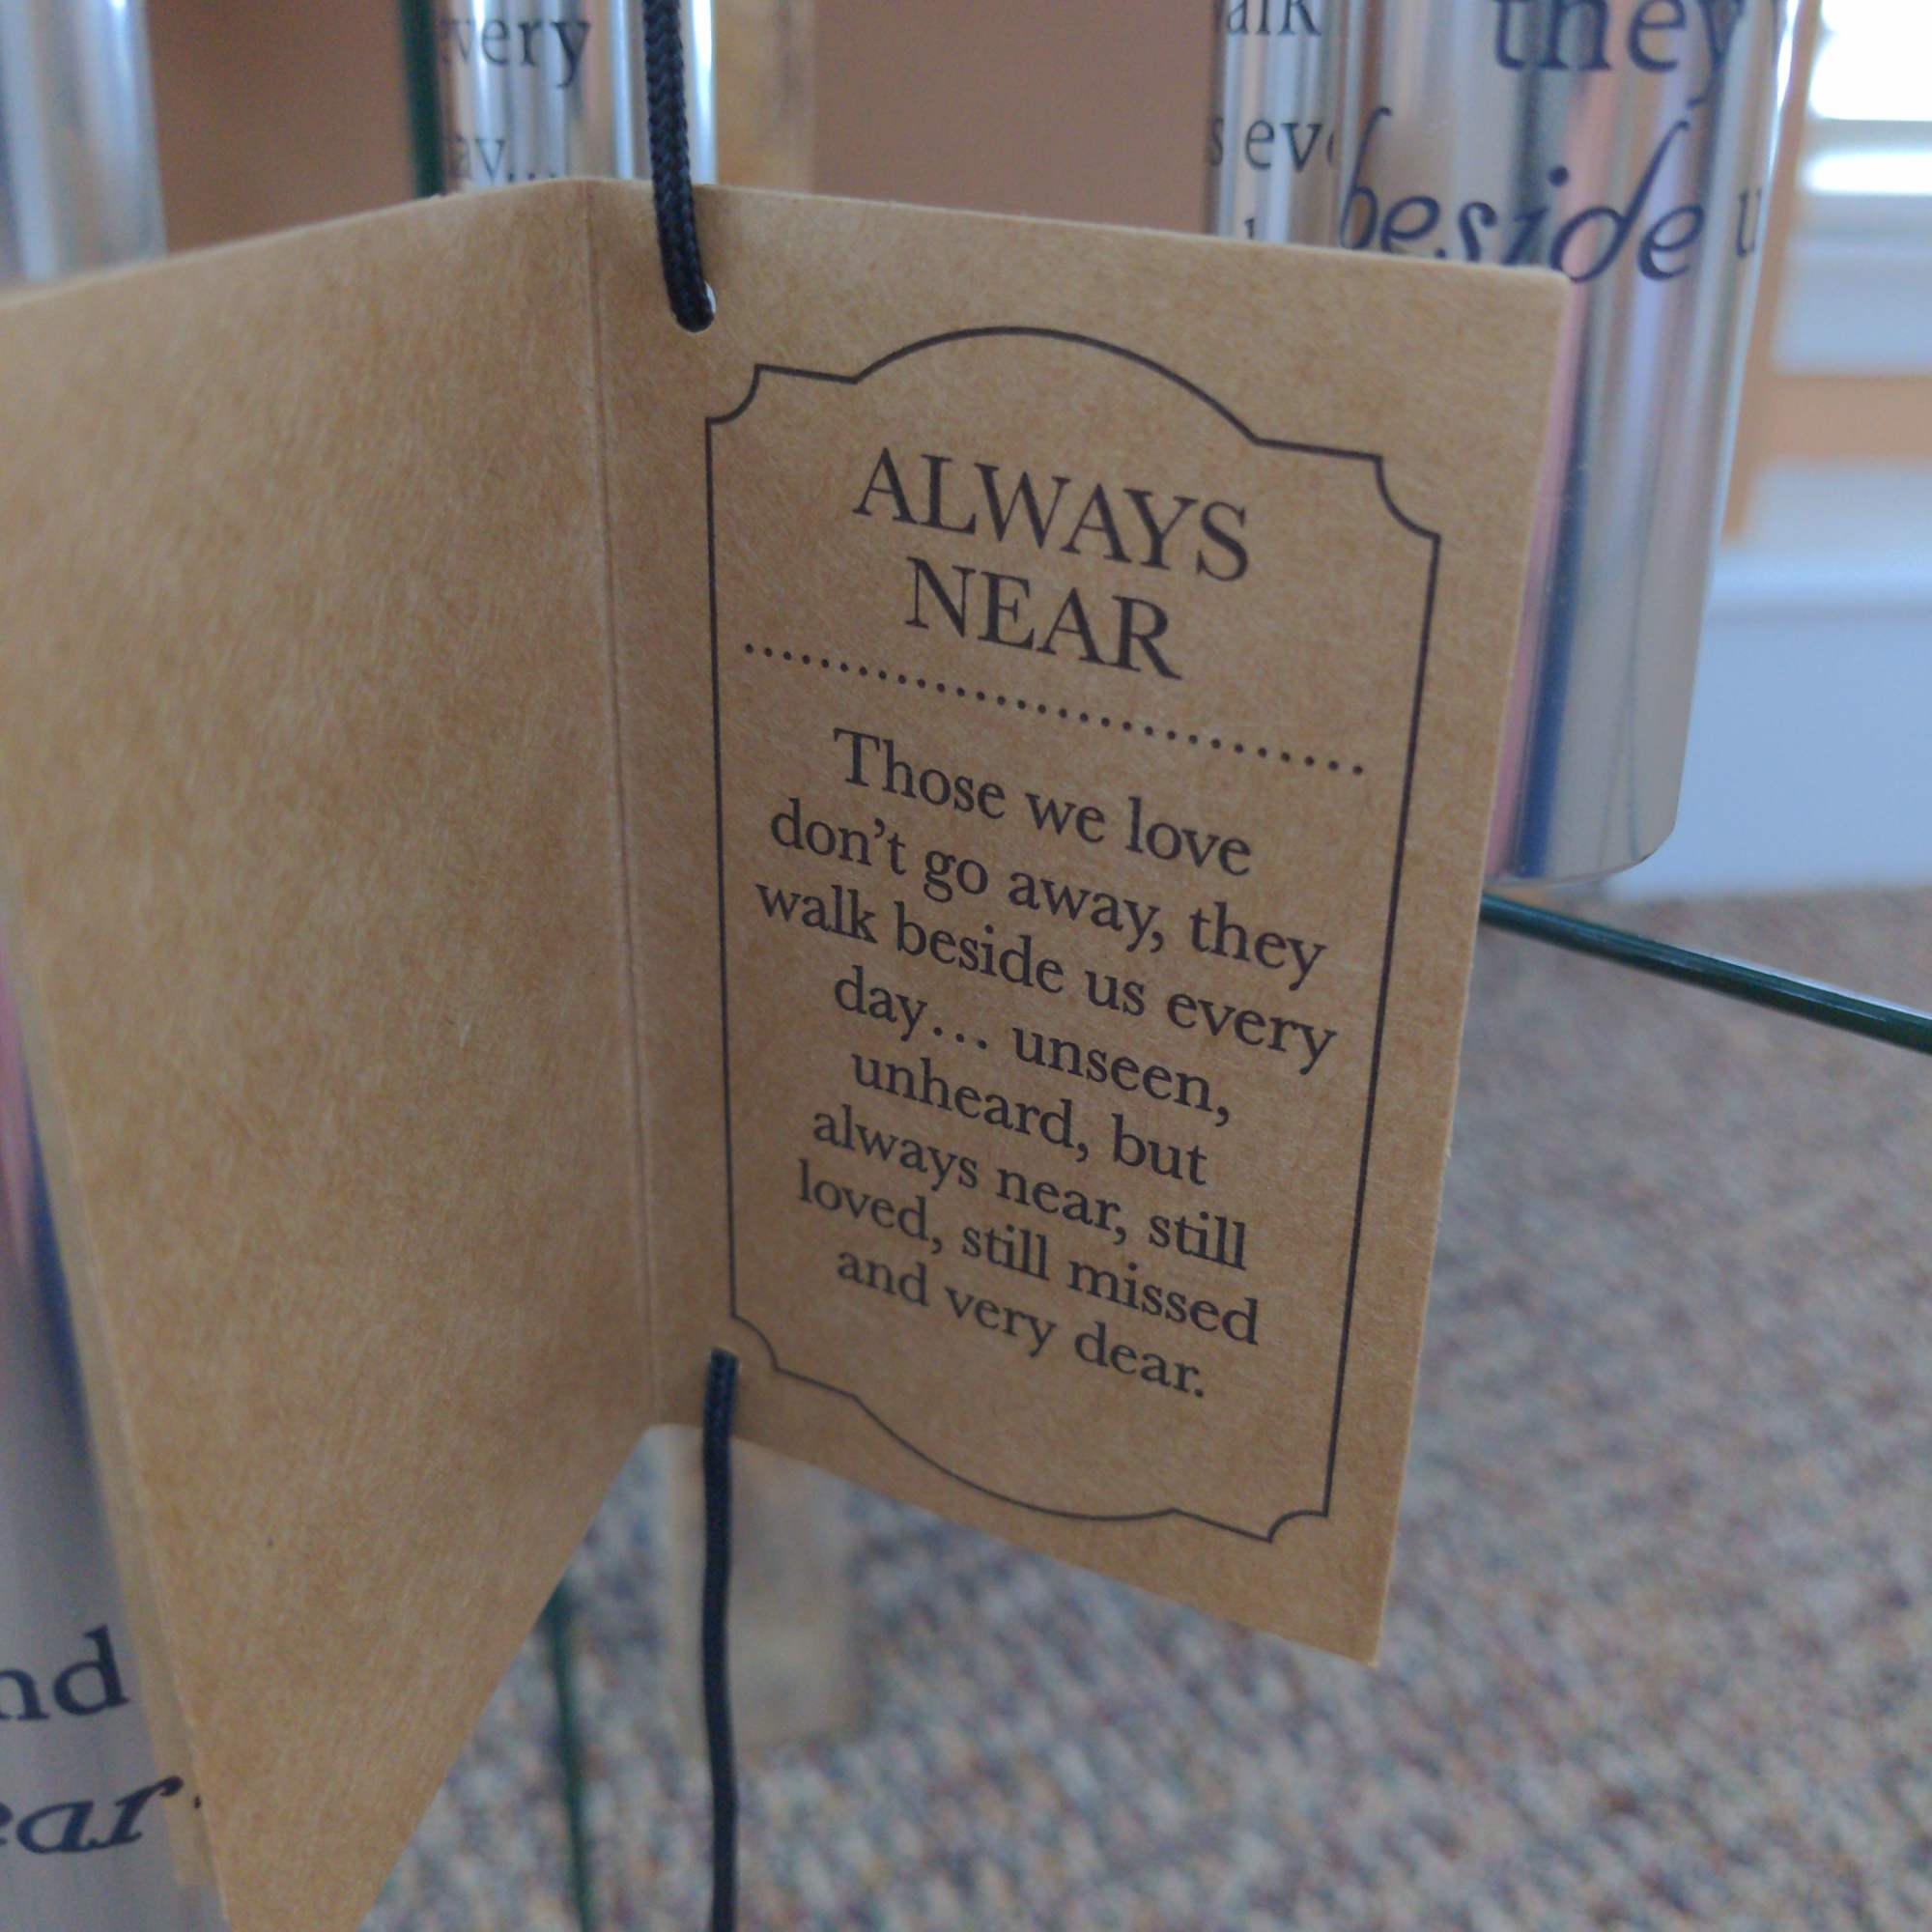 very
they
beside
ALWAYS
NEAR
Those we love
don't go away, they
walk beside us every
day... unseen,
unheard, but
always near, still
loved, still missed
and very dear.